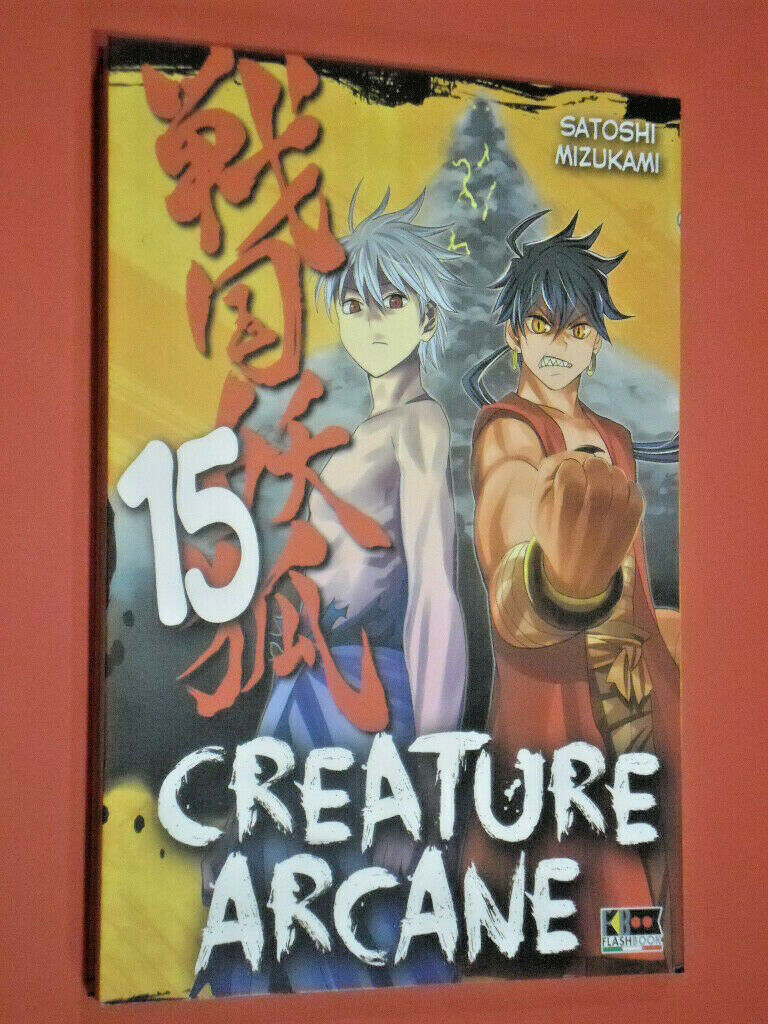 戦国妖狐
SATOSHI
MIZUKAMI
15
CREATURE
ARCANE
FLASHBOOK